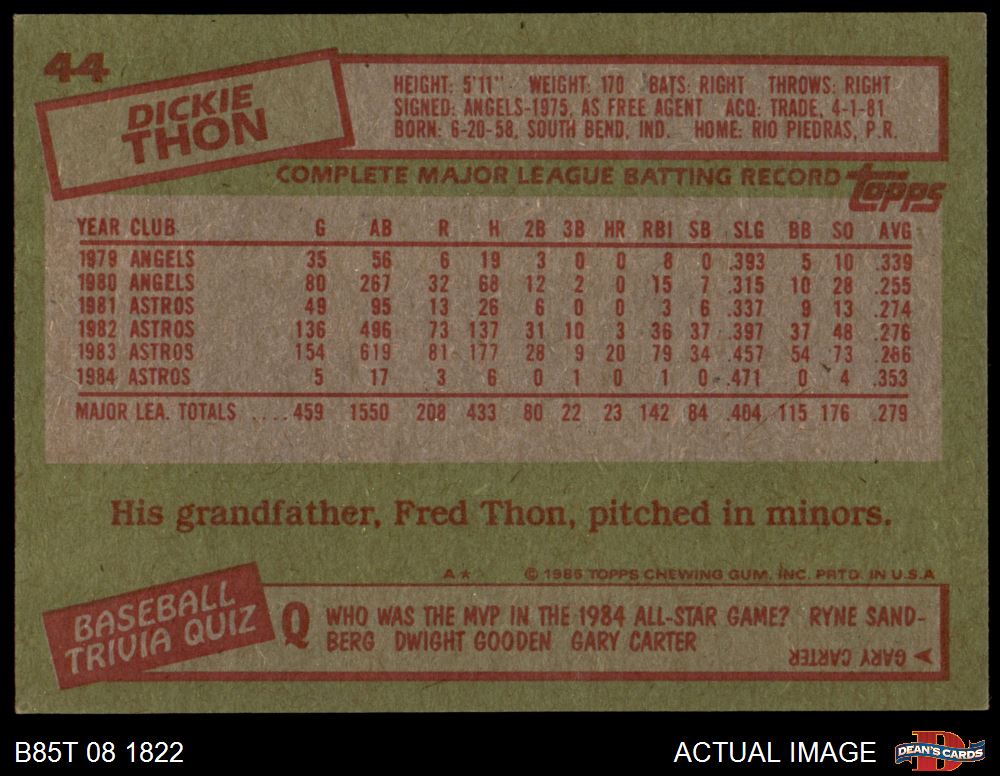 44
DICKIE
THON
HEIGHT: 5'11" WEIGHT: 170 BATS: RIGHT THROWS: RIGHT
SIGNED: ANGELS-1975, AS FREE AGENT ACQ: TRADE, 4-1-81
BORN: 6-20-58, SOUTH BEND, IND. HOME: RIO PIEDRAS, P.R.
COMPLETE MAJOR LEAGUE BATTING RECORD topps
YEAR CLUB G AB R H 2B 3B HR RBI SB SLG BB SO AVG
1979 ANGELS 35 56 6 19 3 0 0 8 0 .393 5 10 .339
1980 ANGELS 80 267 32 68 12 2 0 15 7 .315 10 28 .255
1981 ASTROS 49 95 13 26 6 0 0 3 6 .337 9 13 .274
1982 ASTROS 136 496 73 137 31 10 3 36 37 .397 37 48 .276
1983 ASTROS 154 619 81 177 28 9 20 79 34 .457 54 73 .286
1984 ASTROS 5 17 3 6 0 1 0 1 0 .471 0 4 .353
MAJOR LEA. TOTALS .... 459 1550 208 433 80 22 23 142 84 .404 115 176 .279
His grandfather, Fred Thon, pitched in minors.
A* © 1985 TOPPS CHEWING GUM, INC. PRTD. IN U.S.A
BASEBALL
TRIVIA QUIZ
Q WHO WAS THE MVP IN THE 1984 ALL-STAR GAME? RYNE SAND-
BERG DWIGHT GOODEN GARY CARTER
GARY CARTER
B85T 08 1822
ACTUAL IMAGE
D
DEAN'S CARDS